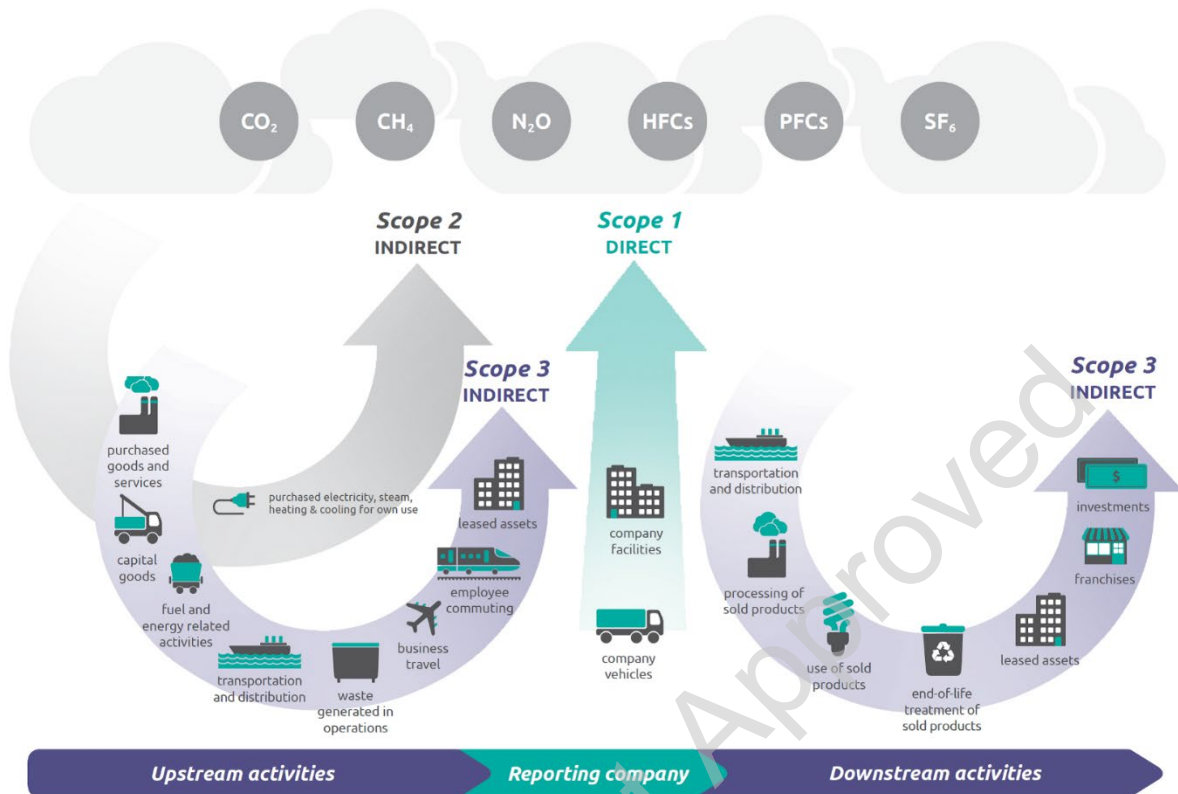 CO₂
CH₄
N₂O
HFCs
PFCs
SF₆
Scope 2
INDIRECT
Scope 1
DIRECT
Scope 3
INDIRECT
Scope 3
INDIRECT
purchased
goods and
services
capital
goods
fuel and
energy related
activities
transportation
and distribution
waste
generated in
operations
business
travel
employee
commuting
leased assets
purchased electricity, steam,
heating & cooling for own use
company
facilities
company
vehicles
transportation
and distribution
processing of
sold products
use of sold
products
end-of-life
treatment of
sold products
leased assets
franchises
investments
Upstream activities
Reporting company
Downstream activities
Approved